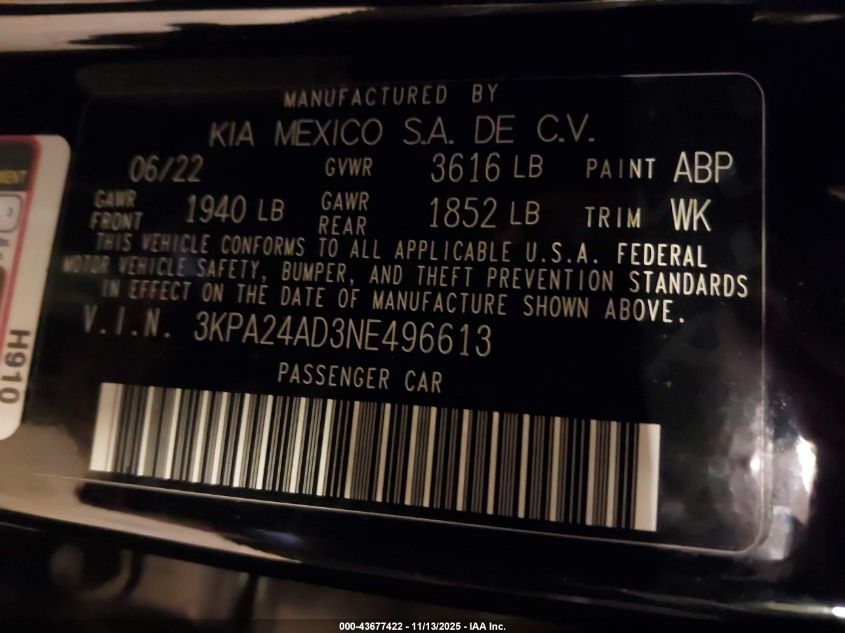 MANUFACTURED BY
KIA MEXICO S.A. DE C.V.
06/22 GVWR 3616 LB PAINT ABP
GAWR FRONT 1940 LB GAWR REAR 1852 LB TRIM WK
THIS VEHICLE CONFORMS TO ALL APPLICABLE U.S.A. FEDERAL
MOTOR VEHICLE SAFETY, BUMPER, AND THEFT PREVENTION STANDARDS
IN EFFECT ON THE DATE OF MANUFACTURE SHOWN ABOVE.
V.I.N. 3KPA24AD3NE496613
PASSENGER CAR
H910
000-43677422 - 11/13/2025 - IAA Inc.